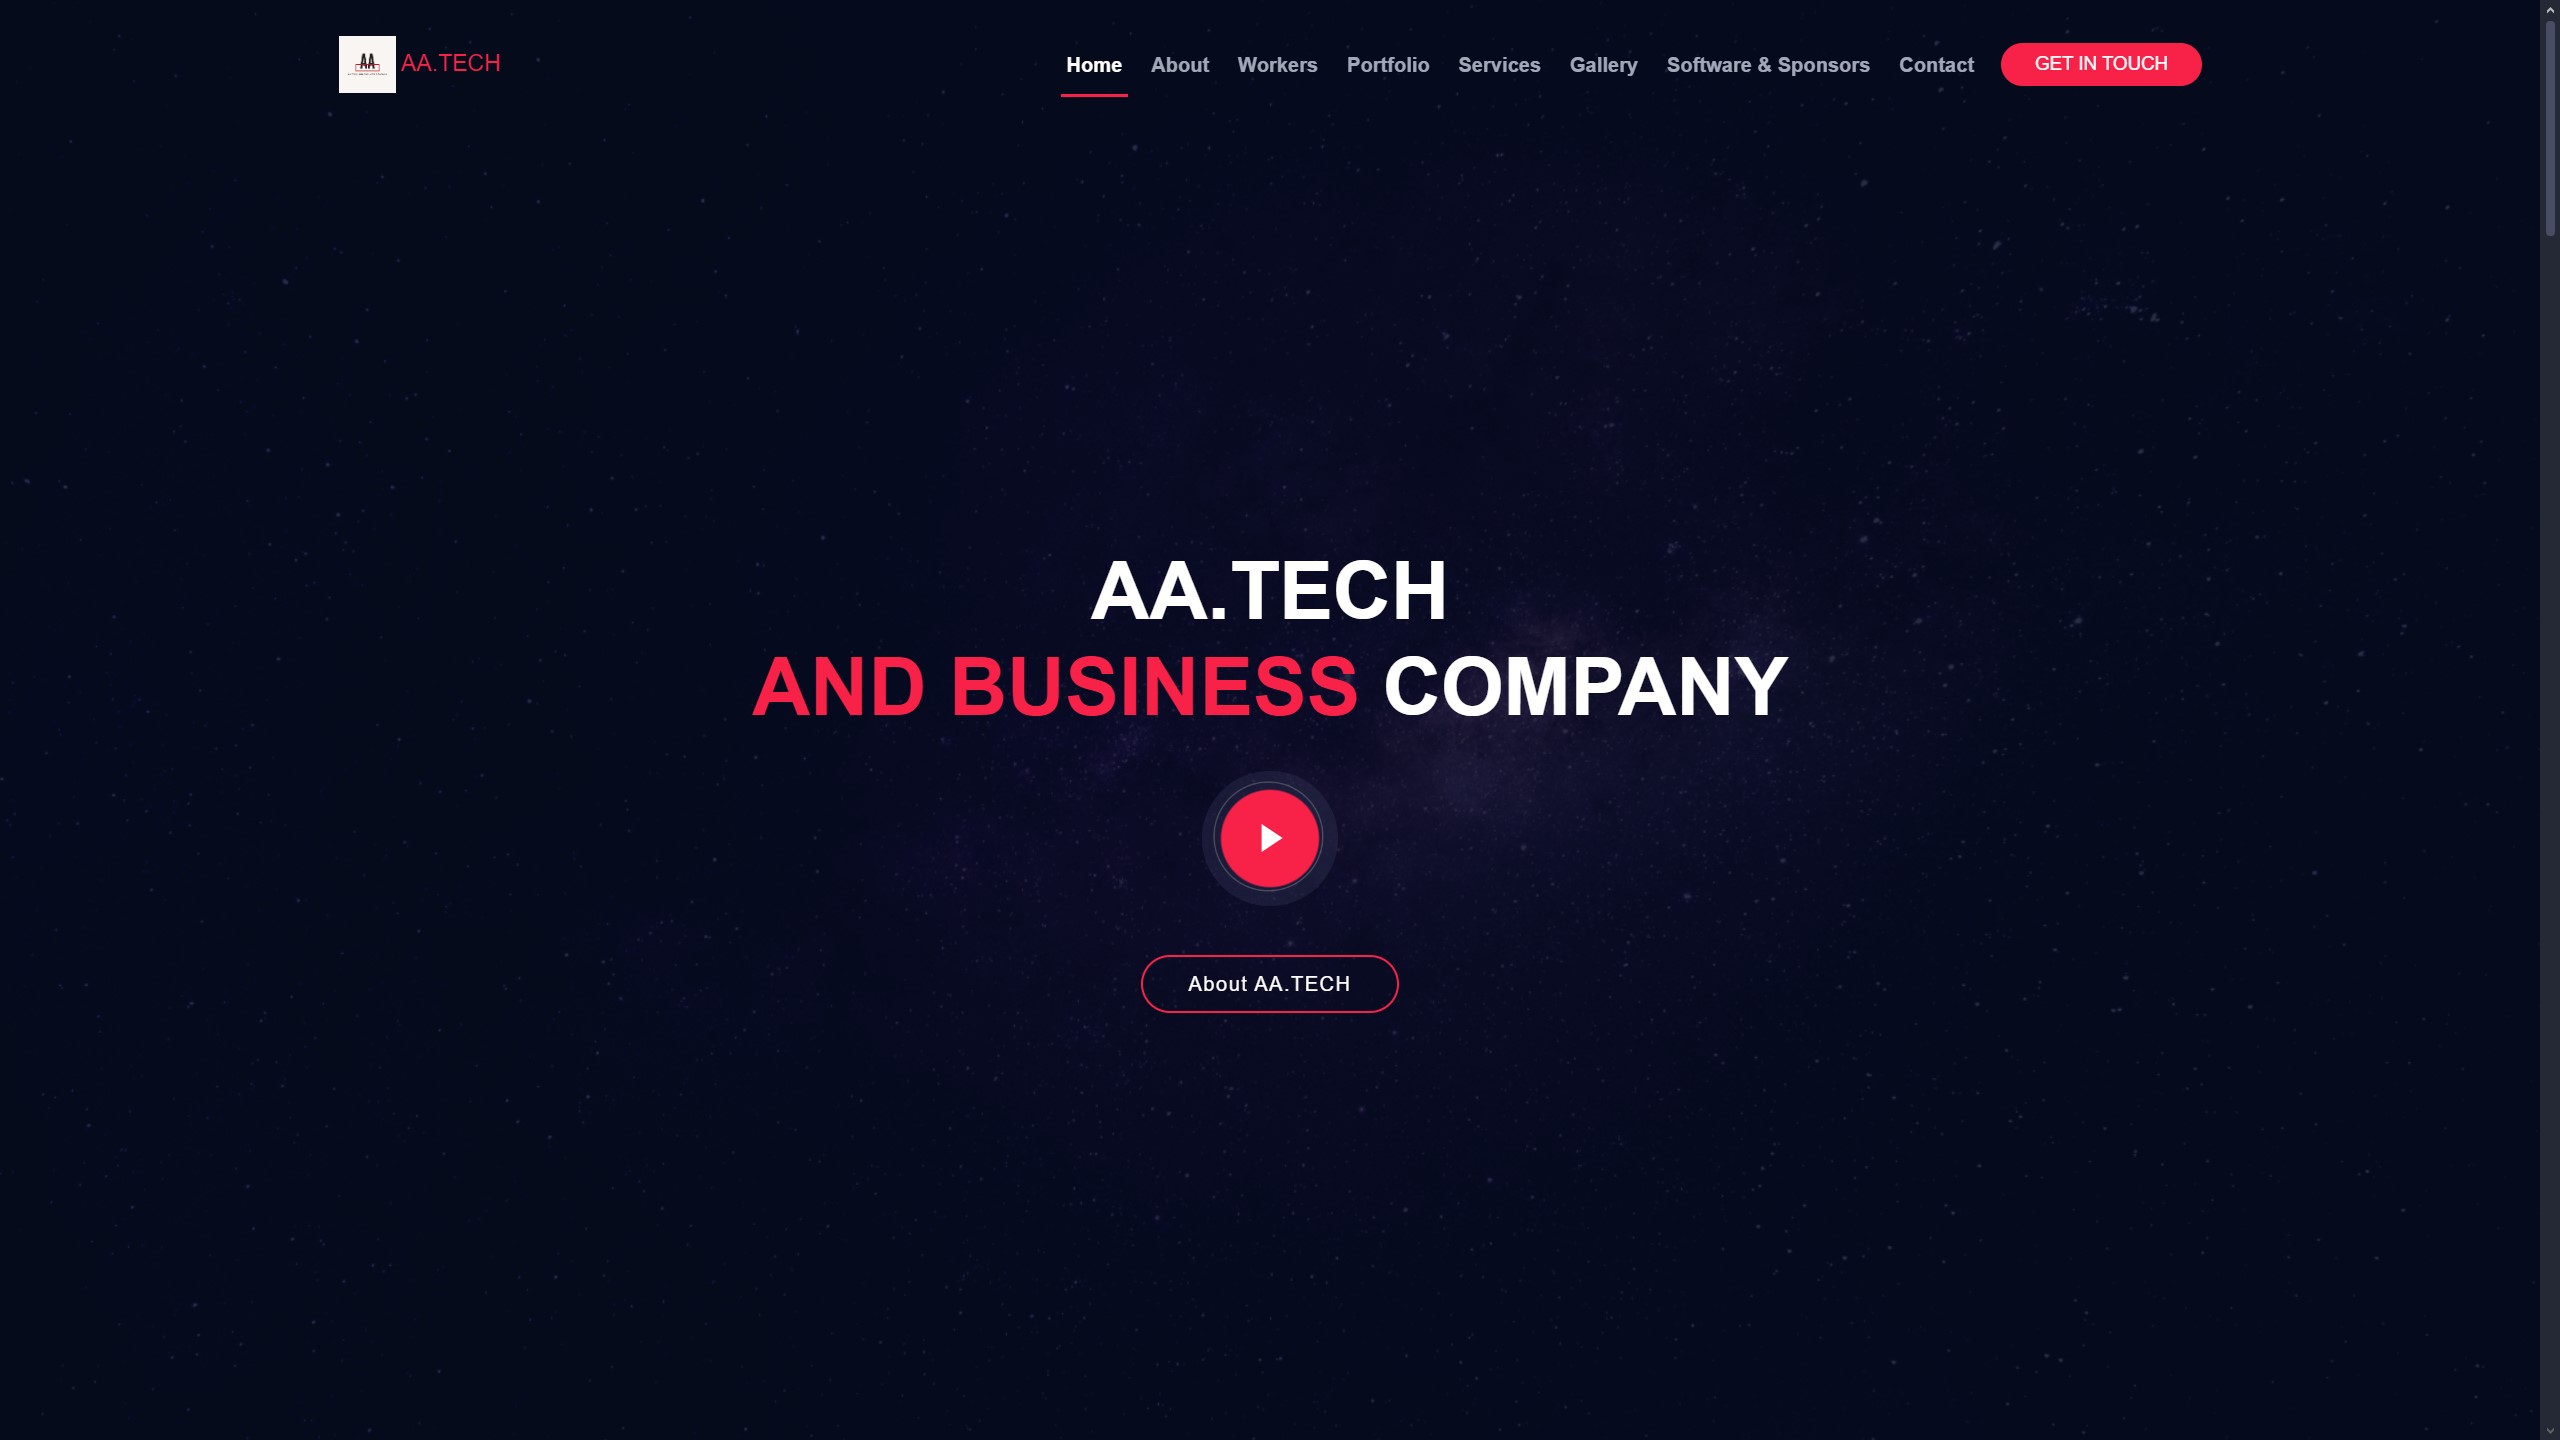 AA
AA.TECH
Home About Workers Portfolio Services Gallery Software & Sponsors Contact GET IN TOUCH
AA.TECH
AND BUSINESS COMPANY
About AA.TECH